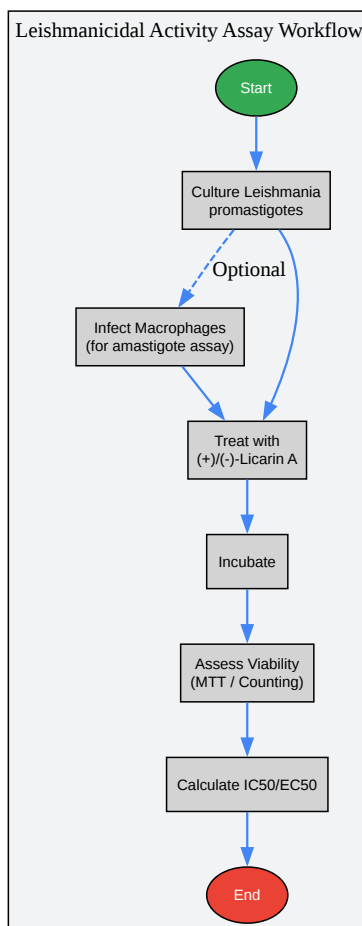 Leishmanicidal Activity Assay Workflow
Start
Culture Leishmania
promastigotes
Optional
Infect Macrophages
(for amastigote assay)
Treat with
(+)/(-)-Licarin A
Incubate
Assess Viability
(MTT / Counting)
Calculate IC50/EC50
End